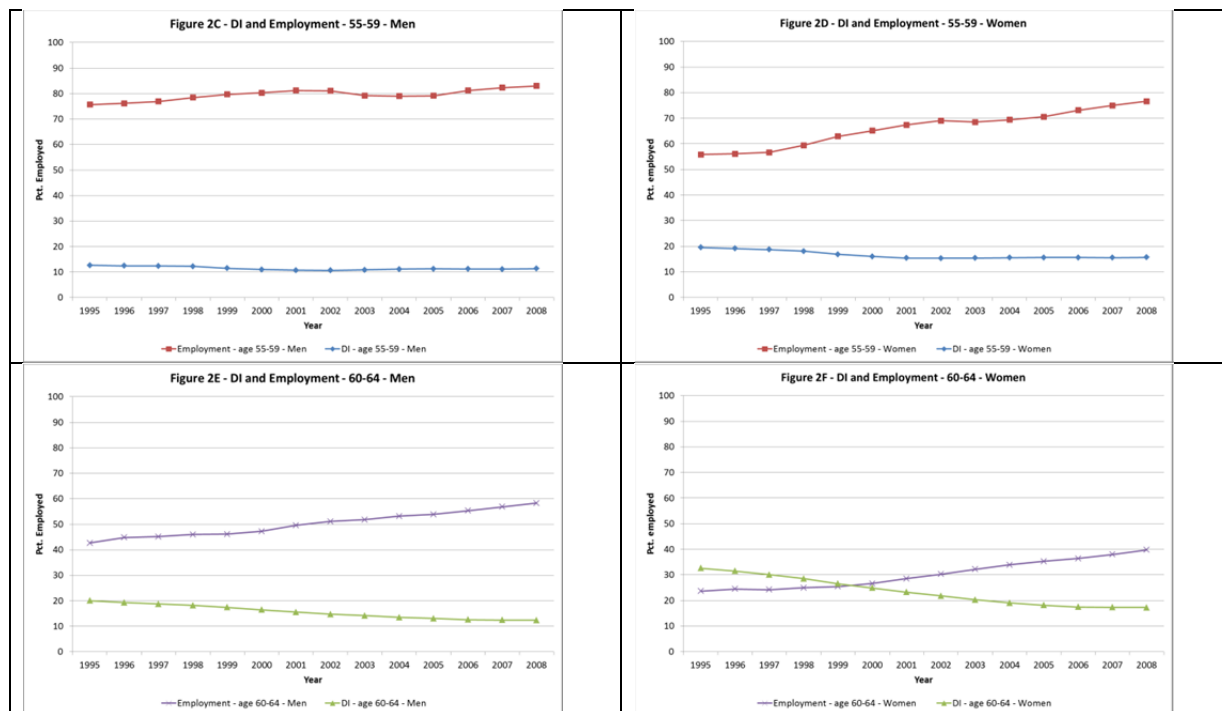 Figure 2C - DI and Employment - 55-59 - Men
100
90
80
70
60
50
40
30
20
10
0
Pct. Employed
1995 1996 1997 1998 1999 2000 2001 2002 2003 2004 2005 2006 2007 2008
Year
Employment - age 55-59 - Men DI - age 55-59 - Men
Figure 2D - DI and Employment - 55-59 - Women
100
90
80
70
60
50
40
30
20
10
0
Pct. employed
1995 1996 1997 1998 1999 2000 2001 2002 2003 2004 2005 2006 2007 2008
Year
Employment - age 55-59 - Women DI - age 55-59 - Women
Figure 2E - DI and Employment - 60-64 - Men
100
90
80
70
60
50
40
30
20
10
0
Pct. Employed
1995 1996 1997 1998 1999 2000 2001 2002 2003 2004 2005 2006 2007 2008
Year
Employment - age 60-64 - Men DI - age 60-64 - Men
Figure 2F - DI and Employment - 60-64 - Women
100
90
80
70
60
50
40
30
20
10
0
Pct. employed
1995 1996 1997 1998 1999 2000 2001 2002 2003 2004 2005 2006 2007 2008
Year
Employment - age 60-64 - Women DI - age 60-64 - Women